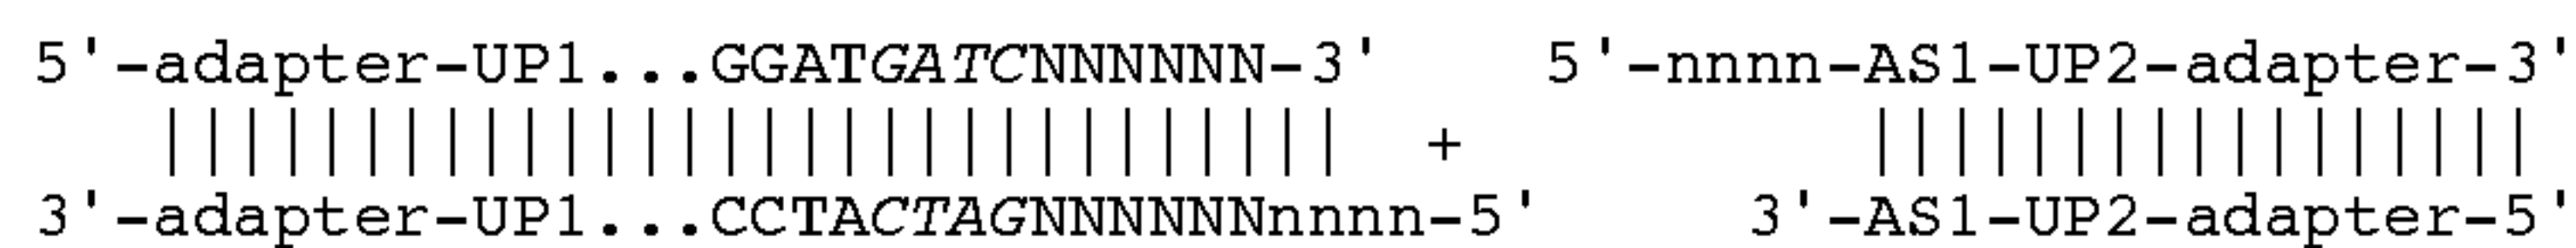 5'-adapter-UP1...GGATGATCNNNNNN-3' 5'-nnnn-AS1-UP2-adapter-3'
|||||||||||||||||||||||||||||| + |||||||||||||||||
3'-adapter-UP1...CCTACTAGNNNNNNnnnn-5' 3'-AS1-UP2-adapter-5'